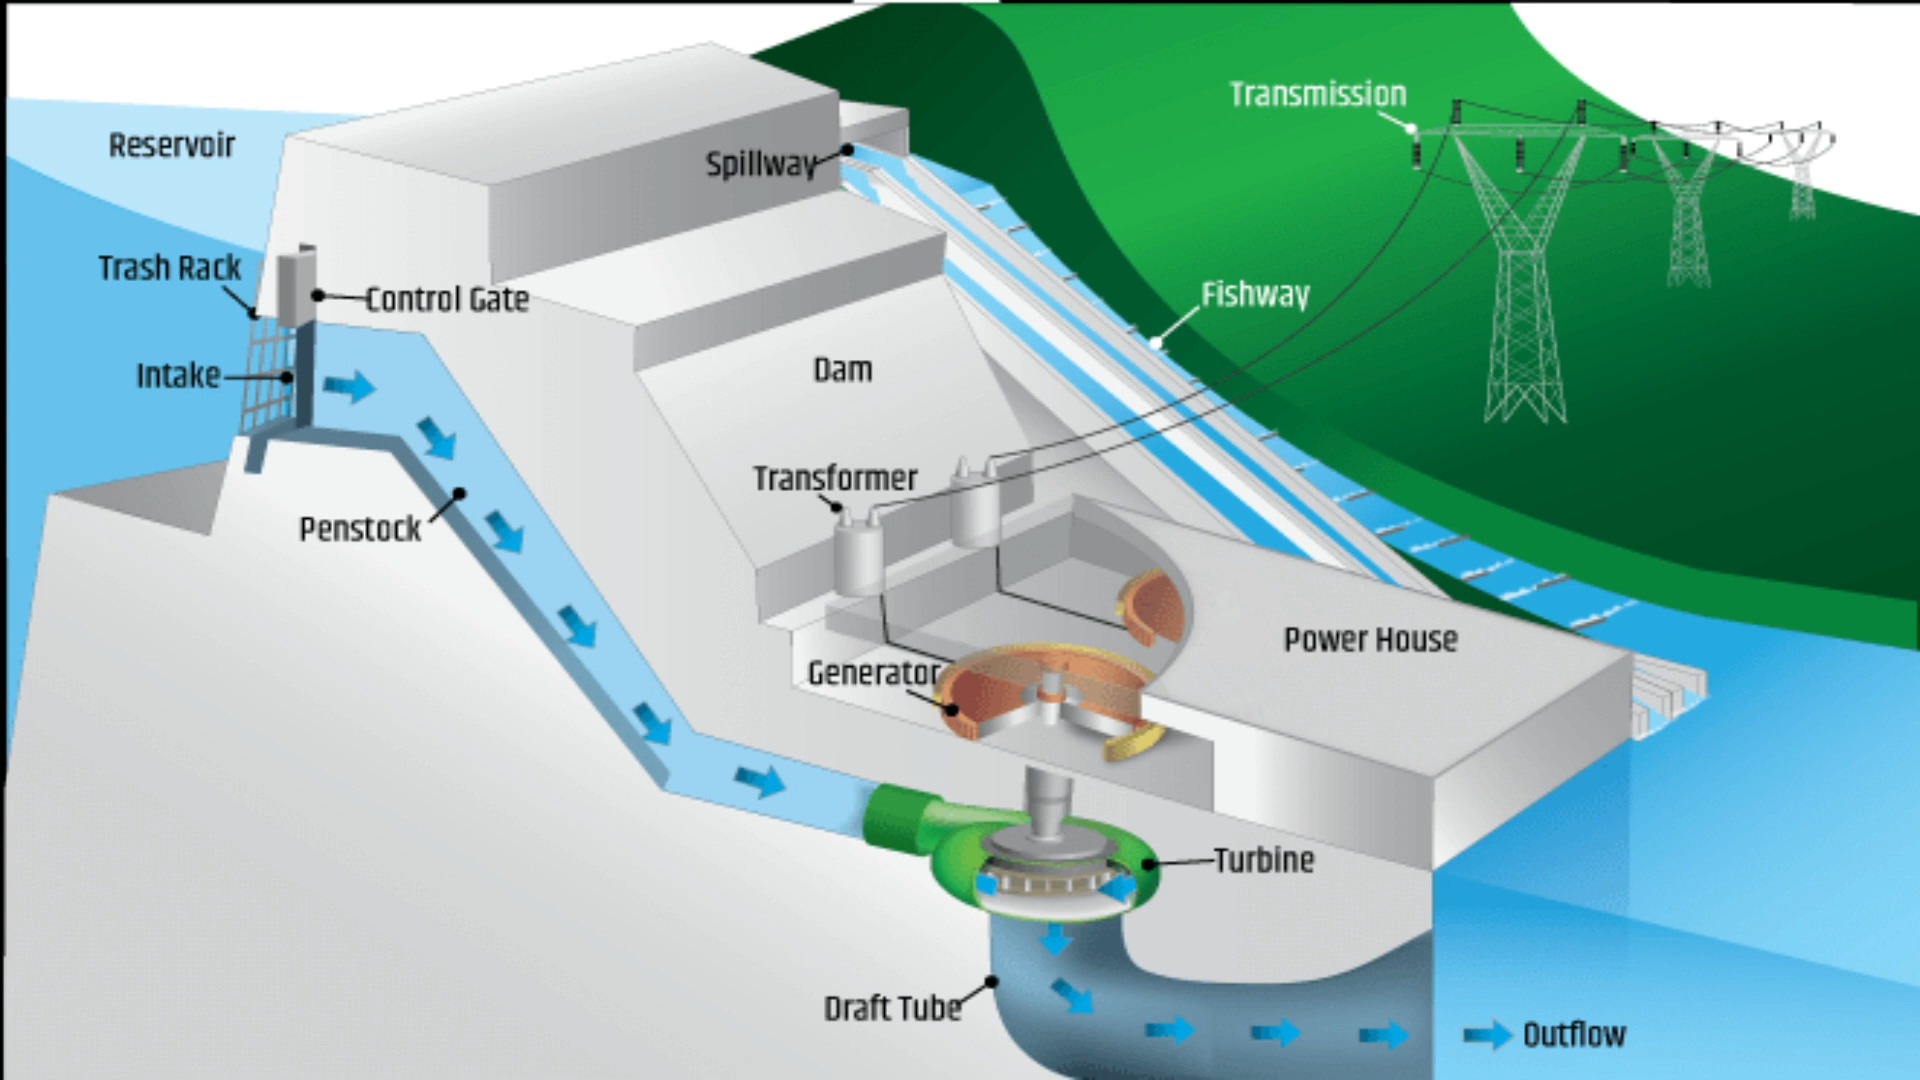 Transmission
Reservoir
Spillway
Trash Rack
Control Gate
Fishway
Intake
Dam
Transformer
Penstock
Power House
Generator
Turbine
Draft Tube
Outflow